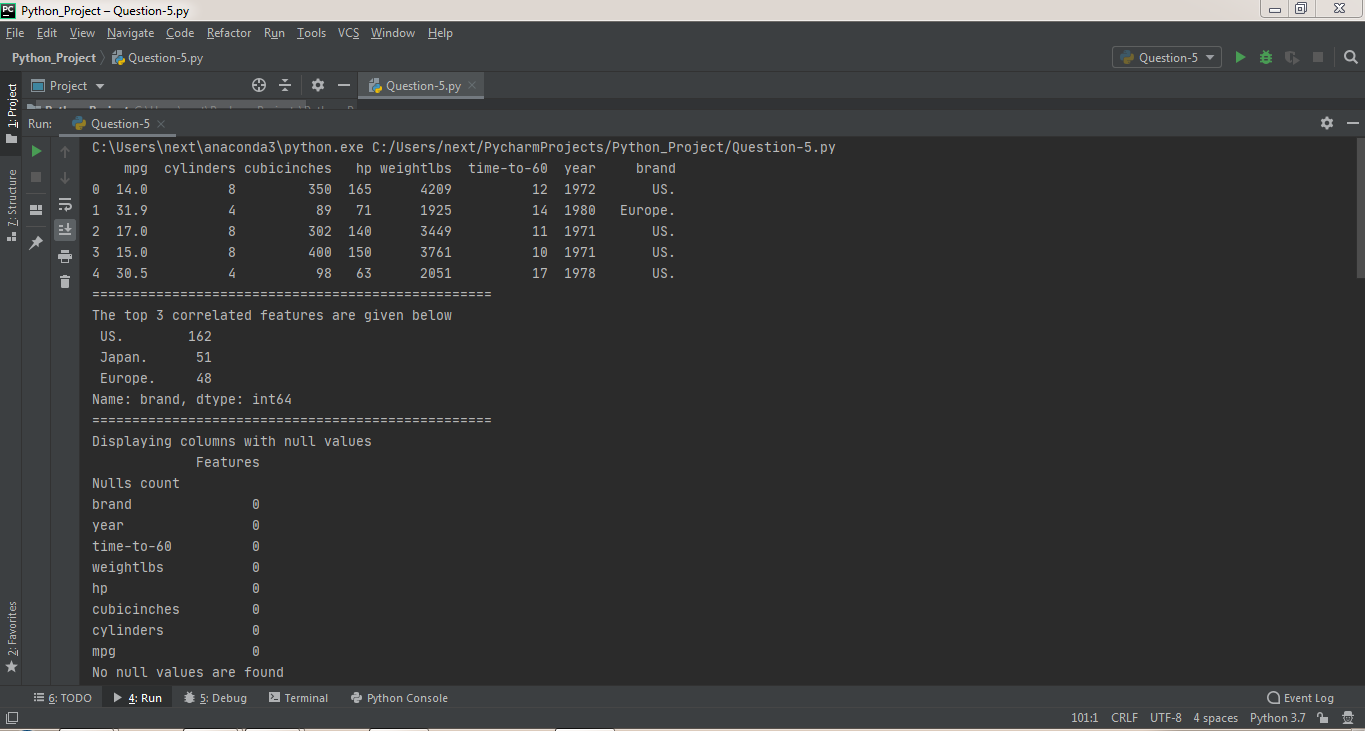 Python_Project – Question-5.py
File Edit View Navigate Code Refactor Run Tools VCS Window Help
Python_Project Question-5.py Question-5
Project Question-5.py
1: Project
Run: Question-5
C:\Users\next\anaconda3\python.exe C:/Users/next/PycharmProjects/Python_Project/Question-5.py
mpg cylinders cubicinches hp weightlbs time-to-60 year brand
0 14.0 8 350 165 4209 12 1972 US.
1 31.9 4 89 71 1925 14 1980 Europe.
2 17.0 8 302 140 3449 11 1971 US.
3 15.0 8 400 150 3761 10 1971 US.
4 30.5 4 98 63 2051 17 1978 US.
==================================================
The top 3 correlated features are given below
US. 162
Japan. 51
Europe. 48
Name: brand, dtype: int64
==================================================
Displaying columns with null values
Features
Nulls count
brand 0
year 0
time-to-60 0
weightlbs 0
hp 0
cubicinches 0
cylinders 0
mpg 0
No null values are found
7: Structure
2: Favorites
6: TODO 4: Run 5: Debug Terminal Python Console Event Log
101:1 CRLF UTF-8 4 spaces Python 3.7